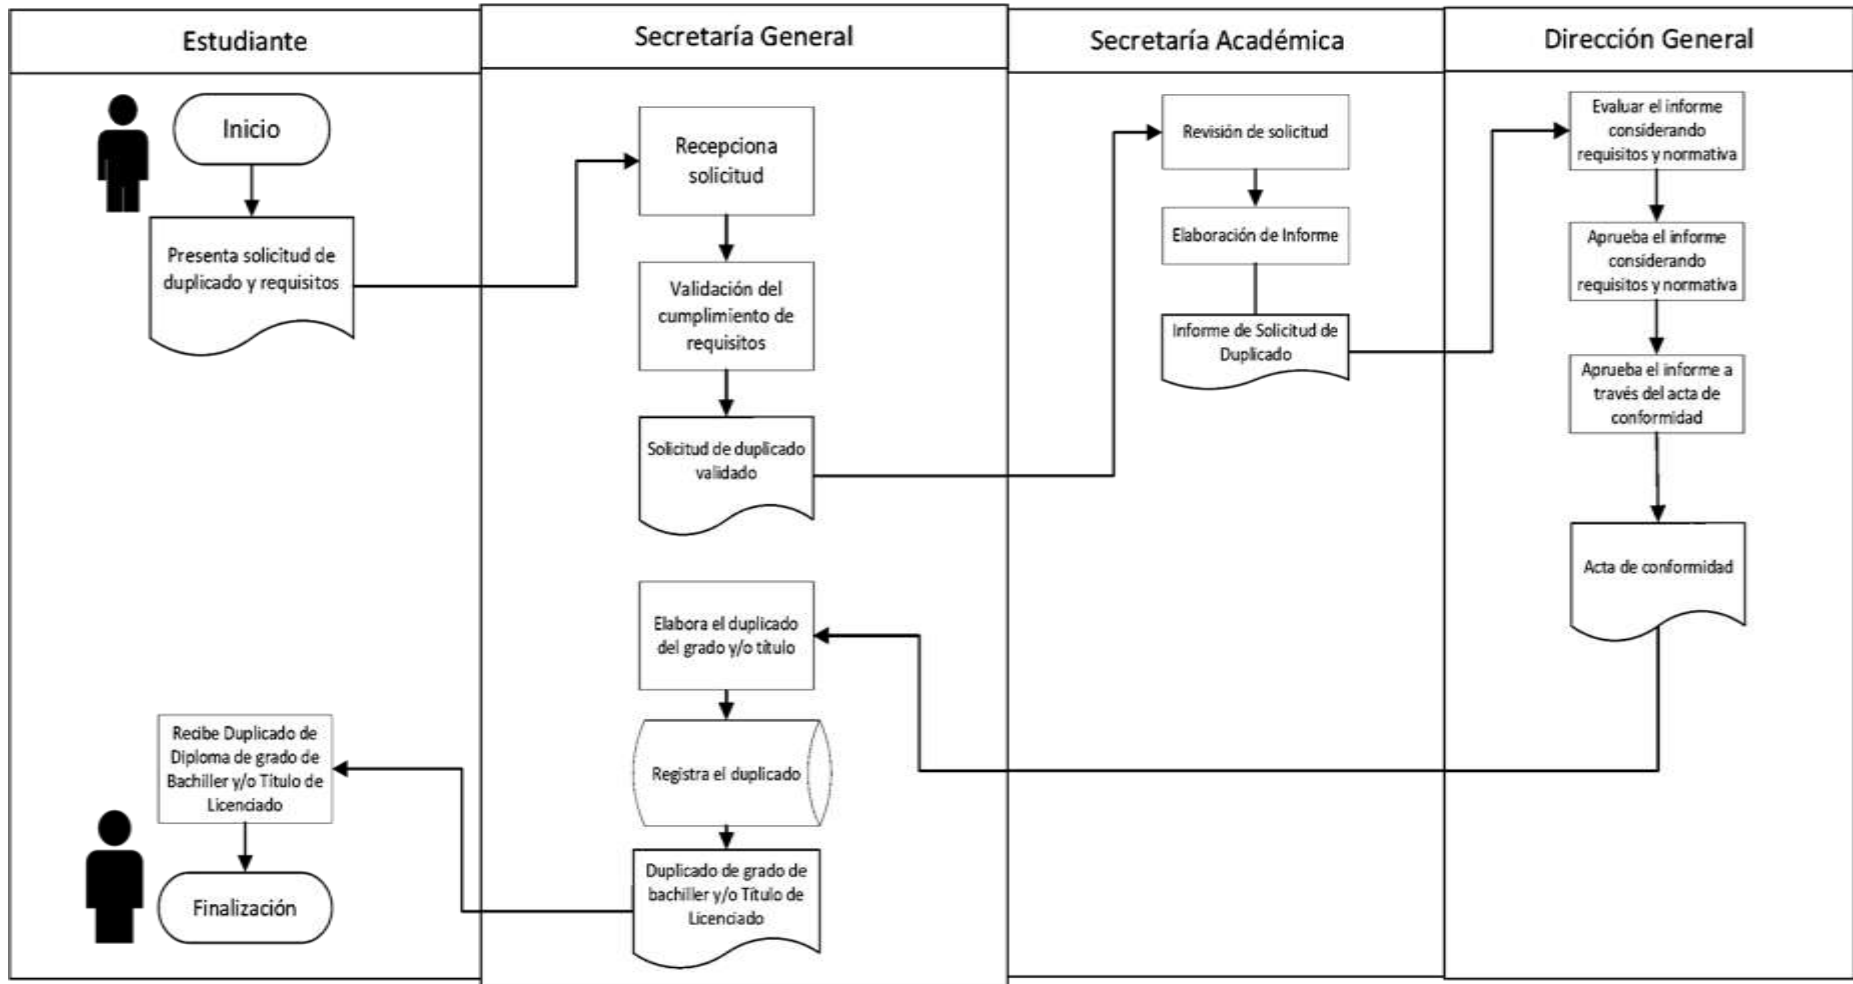 Estudiante
Secretaría General
Secretaría Académica
Dirección General
Inicio
Presenta solicitud de
duplicado y requisitos
Recepciona
solicitud
Validación del
cumplimiento de
requisitos
Solicitud de duplicado
validado
Revisión de solicitud
Elaboración de Informe
Informe de Solicitud de
Duplicado
Evaluar el informe
considerando
requisitos y normativa
Aprueba el informe
considerando
requisitos y normativa
Aprueba el informe a
través del acta de
conformidad
Acta de conformidad
Elabora el duplicado
del grado y/o título
Registra el duplicado
Duplicado de grado de
bachiller y/o Título de
Licenciado
Recibe Duplicado de
Diploma de grado de
Bachiller y/o Título de
Licenciado
Finalización